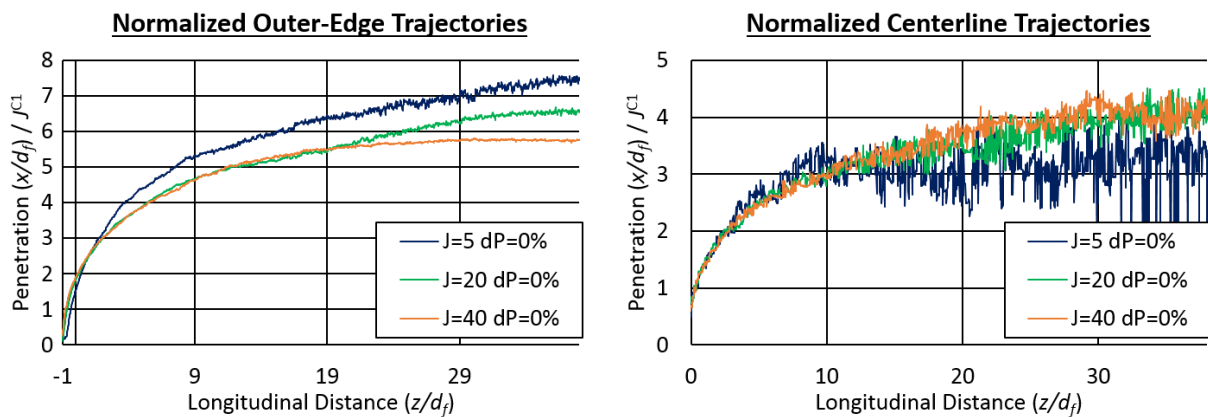 Normalized Outer-Edge Trajectories
Penetration (x/df) / J^C1
8
7
6
5
4
3
2
1
0
J=5 dP=0%
J=20 dP=0%
J=40 dP=0%
-1 9 19 29
Longitudinal Distance (z/df)
Normalized Centerline Trajectories
Penetration (x/df) / J^C1
5
4
3
2
1
0
J=5 dP=0%
J=20 dP=0%
J=40 dP=0%
0 10 20 30
Longitudinal Distance (z/df)